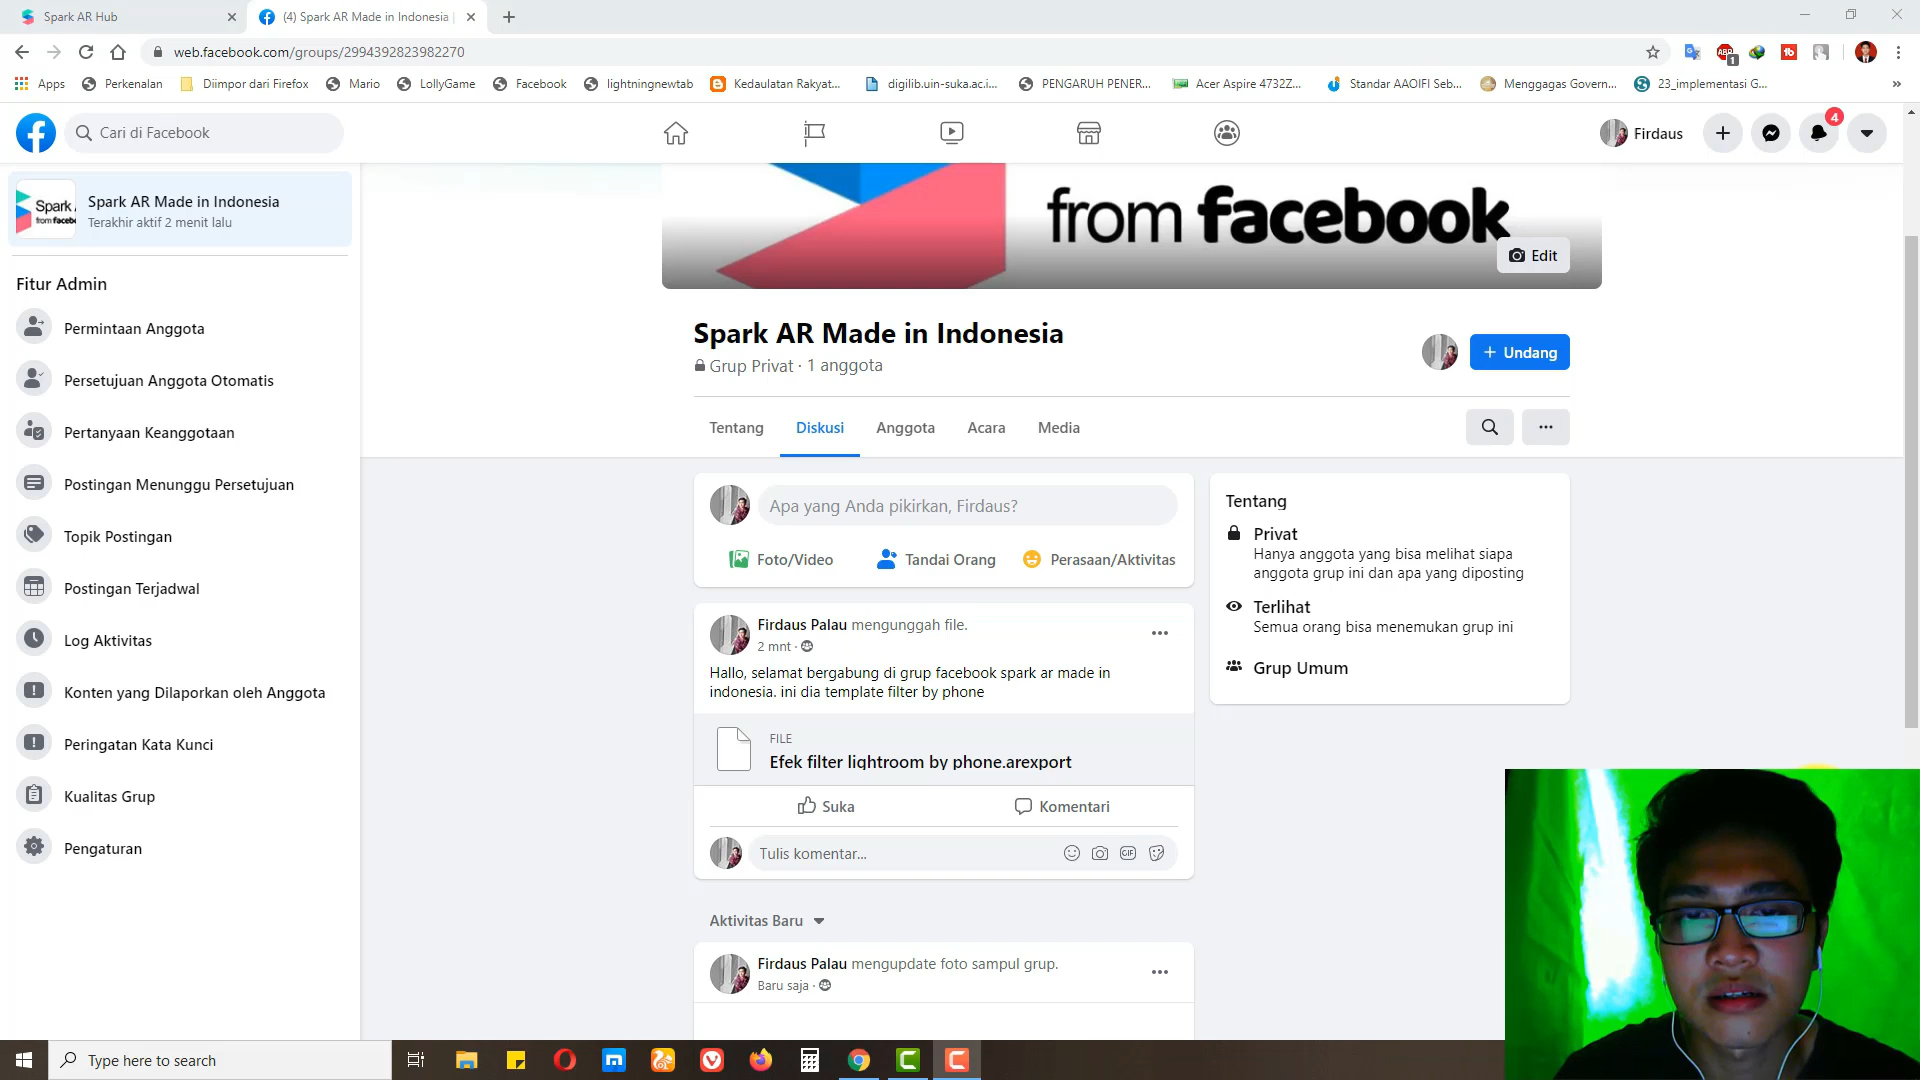 Spark AR Hub
(4) Spark AR Made in Indonesia |
web.facebook.com/groups/2994392823982270
ABP
1
Apps
Perkenalan
Diimpor dari Firefox
Mario
LollyGame
Facebook
lightningnewtab
Kedaulatan Rakyat...
digilib.uin-suka.ac.i...
PENGARUH PENER...
Acer Aspire 4732Z...
Standar AAOIFI Seb...
Menggagas Govern...
23_implementasi G...
»
Cari di Facebook
Firdaus
4
Spark AR Made in Indonesia
Terakhir aktif 2 menit lalu
Spark
from faceb
Fitur Admin
Permintaan Anggota
Persetujuan Anggota Otomatis
Pertanyaan Keanggotaan
Postingan Menunggu Persetujuan
Topik Postingan
Postingan Terjadwal
Log Aktivitas
Konten yang Dilaporkan oleh Anggota
Peringatan Kata Kunci
Kualitas Grup
Pengaturan
from facebook
Edit
Spark AR Made in Indonesia
Grup Privat · 1 anggota
+ Undang
Tentang
Diskusi
Anggota
Acara
Media
Apa yang Anda pikirkan, Firdaus?
Foto/Video
Tandai Orang
Perasaan/Aktivitas
Firdaus Palau mengunggah file.
2 mnt ·
Hallo, selamat bergabung di grup facebook spark ar made in
indonesia. ini dia template filter by phone
FILE
Efek filter lightroom by phone.arexport
Suka
Komentari
Tulis komentar...
GIF
Aktivitas Baru
Firdaus Palau mengupdate foto sampul grup.
Baru saja ·
Tentang
Privat
Hanya anggota yang bisa melihat siapa
anggota grup ini dan apa yang diposting
Terlihat
Semua orang bisa menemukan grup ini
Grup Umum
Type here to search